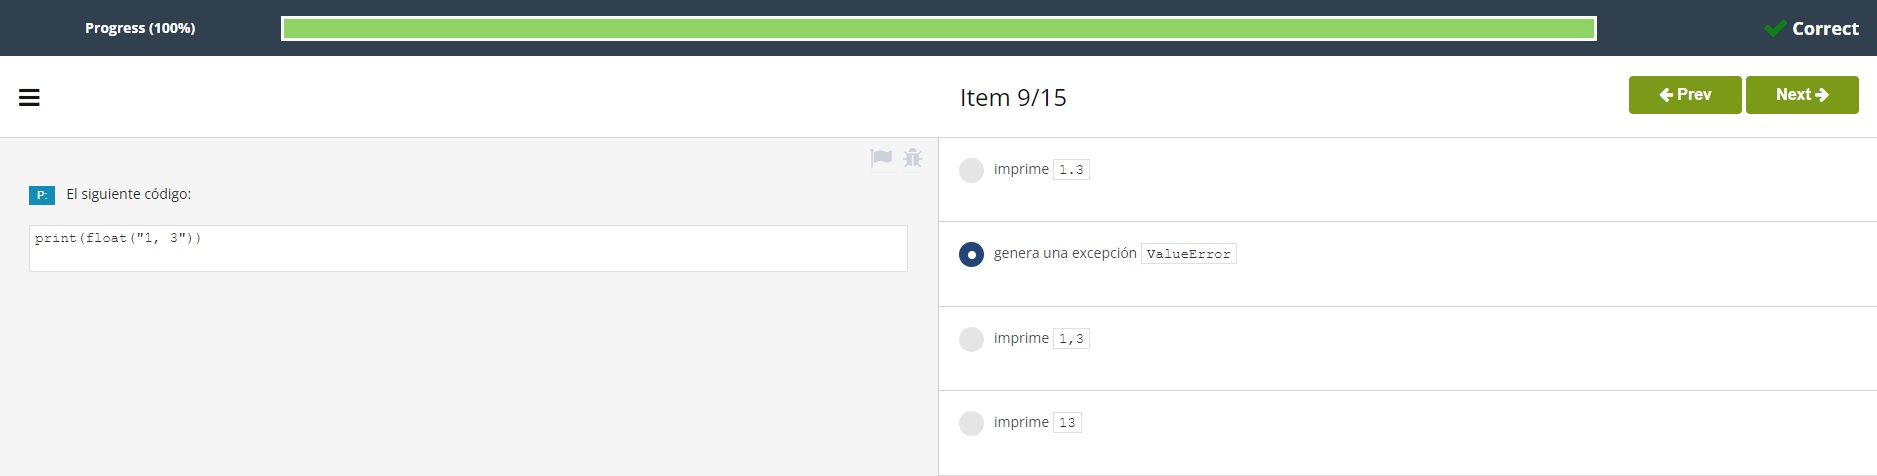 Progress (100%)
Correct
Item 9/15
Prev
Next
P: El siguiente código:
print(float("1, 3"))
imprime 1.3
genera una excepción ValueError
imprime 1,3
imprime 13